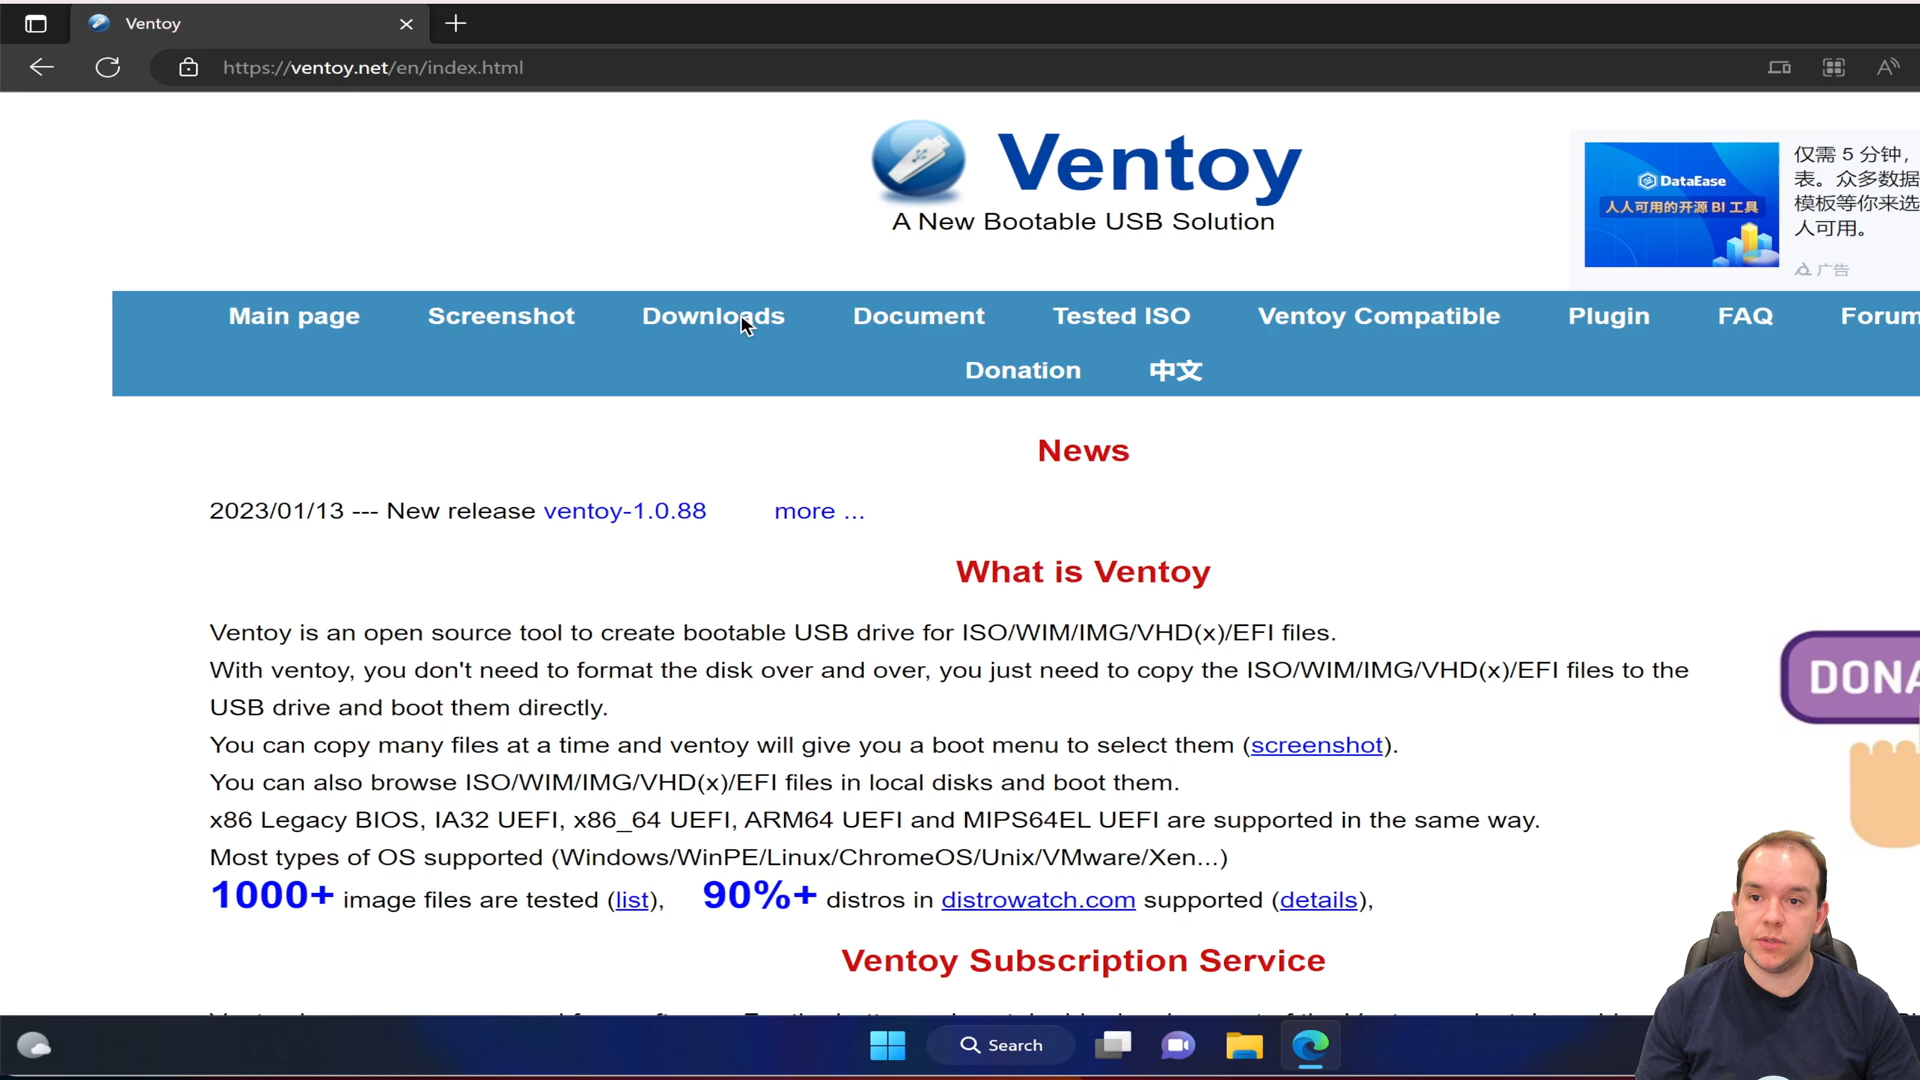 Ventoy
https://ventoy.net/en/index.html
Ventoy
A New Bootable USB Solution
DataEase
人人可用的开源 BI 工具
仅需 5 分钟，
表。众多数据
模板等你来选
人可用。
广告
Main page Screenshot Downloads Document Tested ISO Ventoy Compatible Plugin FAQ Forum
Donation 中文
News
2023/01/13 --- New release ventoy-1.0.88 more ...
What is Ventoy
Ventoy is an open source tool to create bootable USB drive for ISO/WIM/IMG/VHD(x)/EFI files.
With ventoy, you don't need to format the disk over and over, you just need to copy the ISO/WIM/IMG/VHD(x)/EFI files to the
USB drive and boot them directly.
You can copy many files at a time and ventoy will give you a boot menu to select them (screenshot).
You can also browse ISO/WIM/IMG/VHD(x)/EFI files in local disks and boot them.
x86 Legacy BIOS, IA32 UEFI, x86_64 UEFI, ARM64 UEFI and MIPS64EL UEFI are supported in the same way.
Most types of OS supported (Windows/WinPE/Linux/ChromeOS/Unix/VMware/Xen...)
1000+ image files are tested (list), 90%+ distros in distrowatch.com supported (details),
DONA
Ventoy Subscription Service
Search